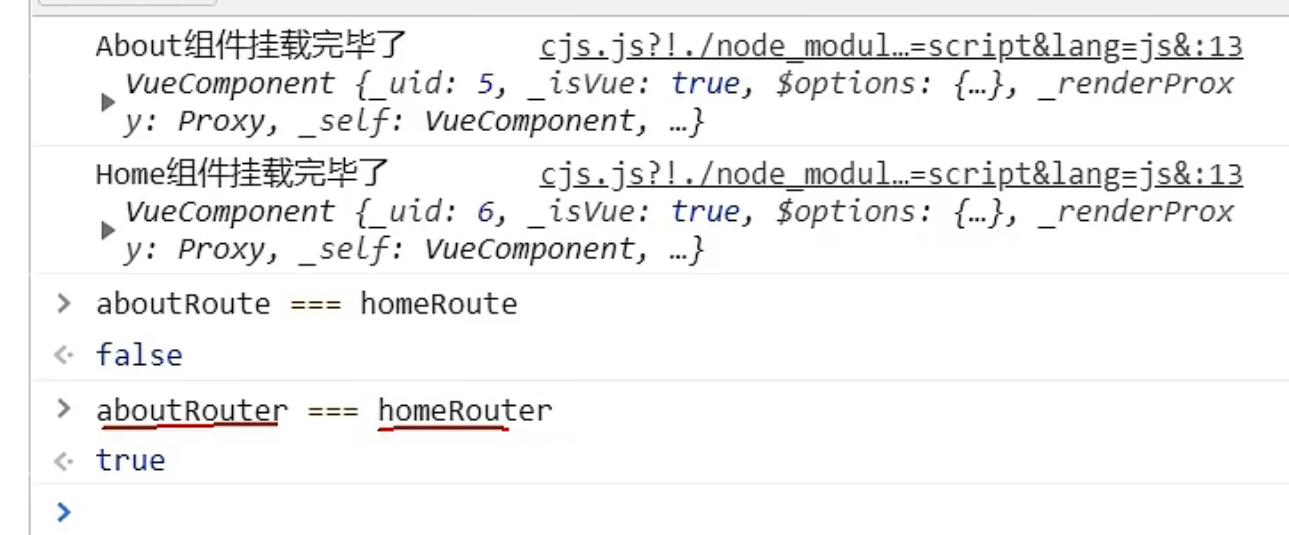 About组件挂载完毕了 cjs.js?!./node_modul…=script&lang=js&:13
VueComponent {_uid: 5, _isVue: true, $options: {…}, _renderProx
y: Proxy, _self: VueComponent, …}
Home组件挂载完毕了 cjs.js?!./node_modul…=script&lang=js&:13
VueComponent {_uid: 6, _isVue: true, $options: {…}, _renderProx
y: Proxy, _self: VueComponent, …}
aboutRoute === homeRoute
false
aboutRouter === homeRouter
true